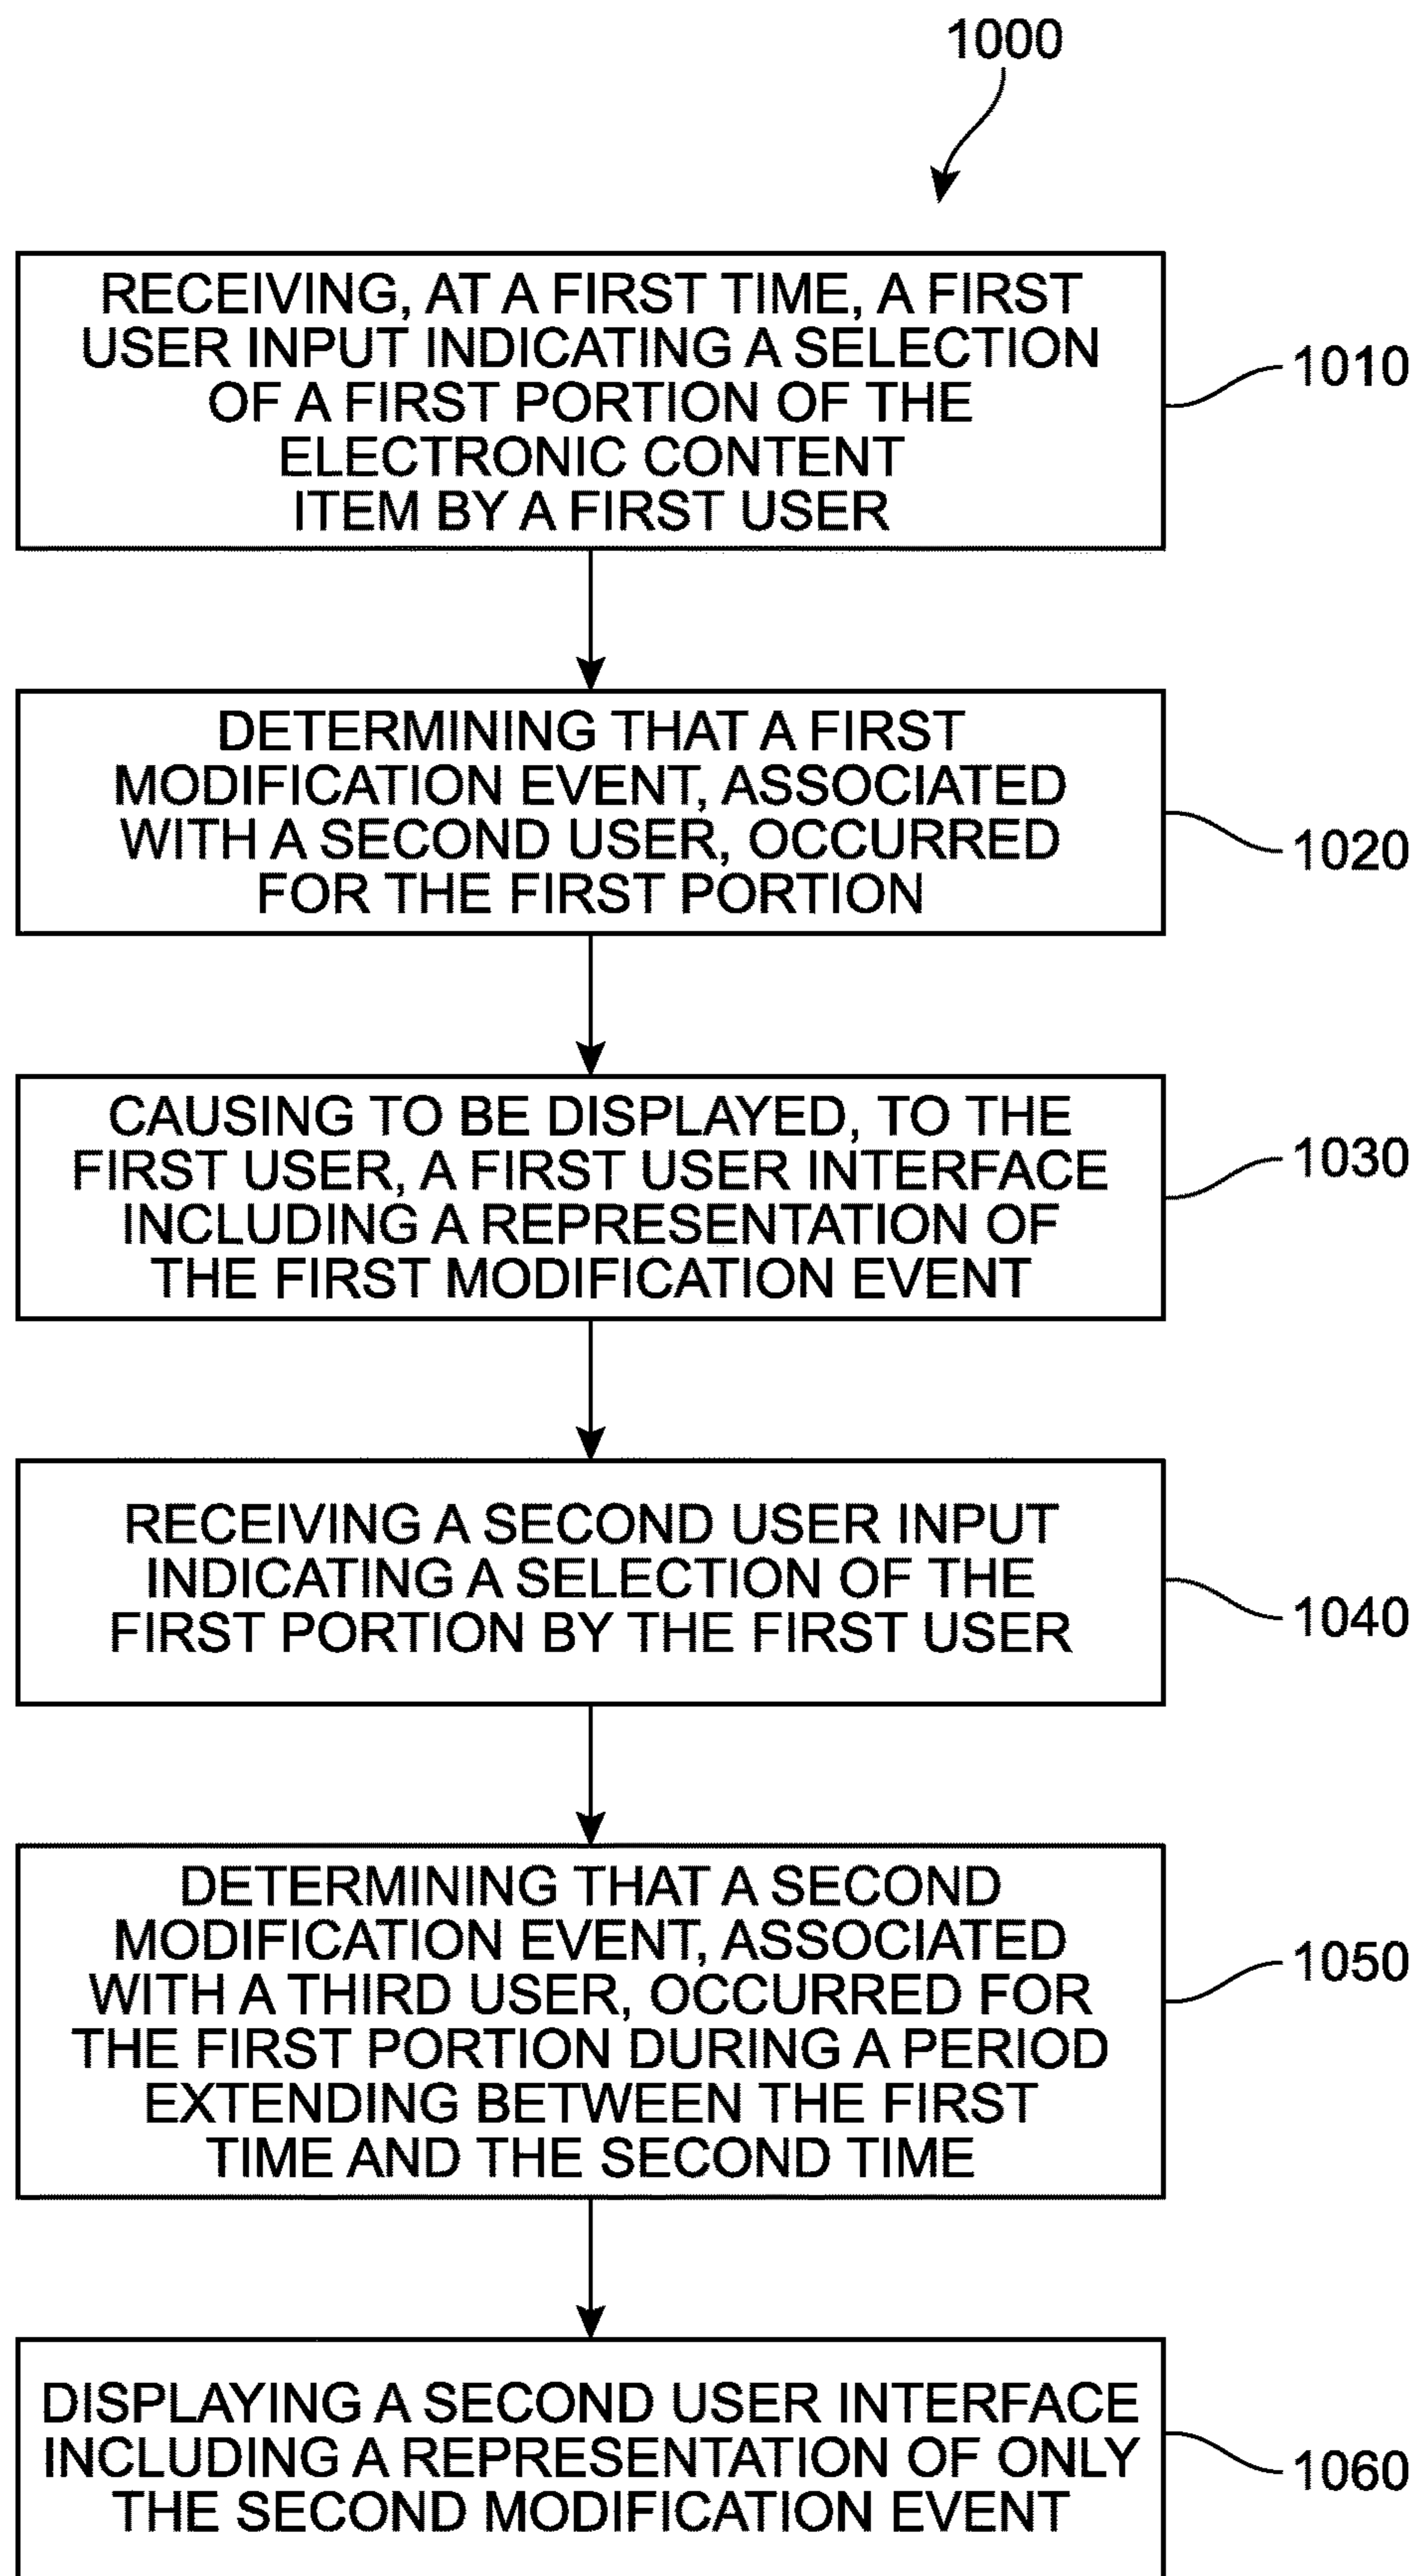 1000
RECEIVING, AT A FIRST TIME, A FIRST
USER INPUT INDICATING A SELECTION
OF A FIRST PORTION OF THE
ELECTRONIC CONTENT
ITEM BY A FIRST USER
1010
DETERMINING THAT A FIRST
MODIFICATION EVENT, ASSOCIATED
WITH A SECOND USER, OCCURRED
FOR THE FIRST PORTION
1020
CAUSING TO BE DISPLAYED, TO THE
FIRST USER, A FIRST USER INTERFACE
INCLUDING A REPRESENTATION OF
THE FIRST MODIFICATION EVENT
1030
RECEIVING A SECOND USER INPUT
INDICATING A SELECTION OF THE
FIRST PORTION BY THE FIRST USER
1040
DETERMINING THAT A SECOND
MODIFICATION EVENT, ASSOCIATED
WITH A THIRD USER, OCCURRED FOR
THE FIRST PORTION DURING A PERIOD
EXTENDING BETWEEN THE FIRST
TIME AND THE SECOND TIME
1050
DISPLAYING A SECOND USER INTERFACE
INCLUDING A REPRESENTATION OF ONLY
THE SECOND MODIFICATION EVENT
1060